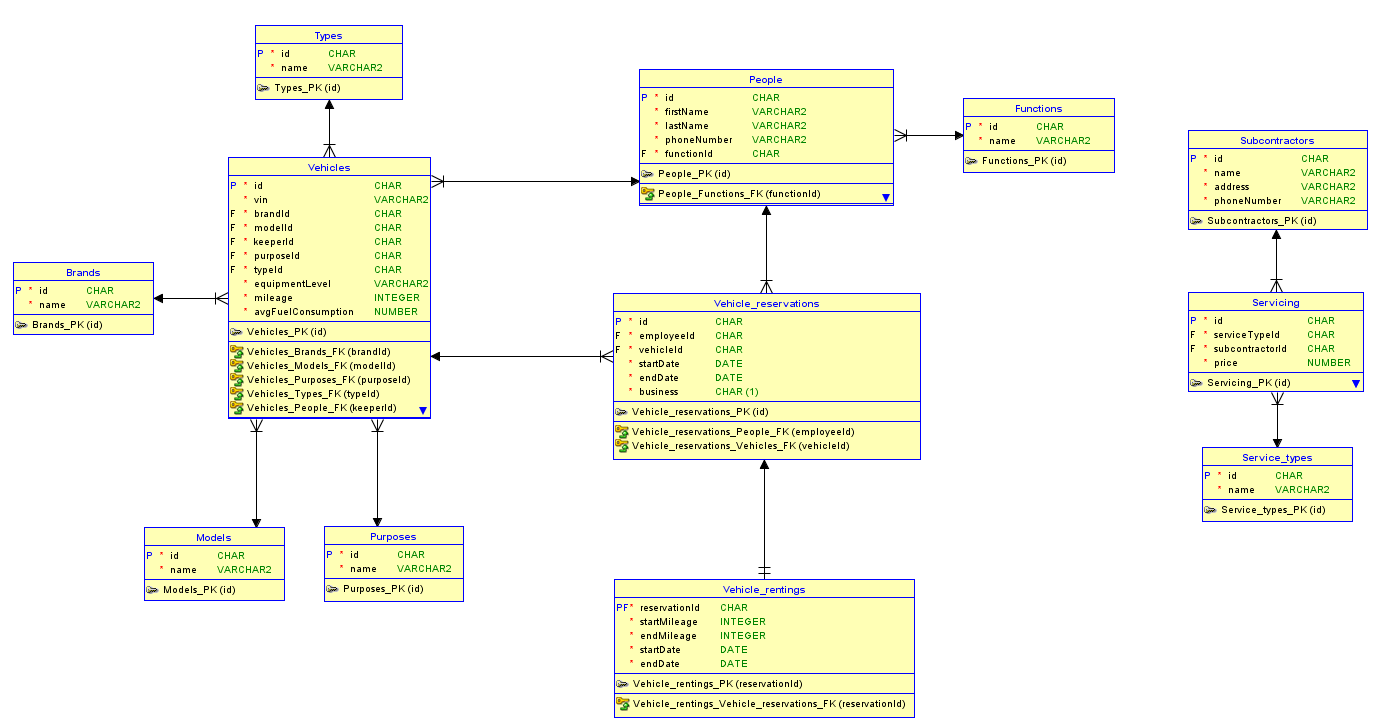 Types
P * id CHAR
* name VARCHAR2
Types_PK (id)
People
P * id CHAR
* firstName VARCHAR2
* lastName VARCHAR2
* phoneNumber VARCHAR2
F * functionId CHAR
People_PK (id)
People_Functions_FK (functionId)
Functions
P * id CHAR
* name VARCHAR2
Functions_PK (id)
Subcontractors
P * id CHAR
* name VARCHAR2
* address VARCHAR2
* phoneNumber VARCHAR2
Subcontractors_PK (id)
Vehicles
P * id CHAR
* vin VARCHAR2
F * brandId CHAR
F * modelId CHAR
F * keeperId CHAR
F * purposeId CHAR
F * typeId CHAR
* equipmentLevel VARCHAR2
* mileage INTEGER
* avgFuelConsumption NUMBER
Vehicles_PK (id)
Vehicles_Brands_FK (brandId)
Vehicles_Models_FK (modelId)
Vehicles_Purposes_FK (purposeId)
Vehicles_Types_FK (typeId)
Vehicles_People_FK (keeperId)
Brands
P * id CHAR
* name VARCHAR2
Brands_PK (id)
Vehicle_reservations
P * id CHAR
F * employeeId CHAR
F * vehicleId CHAR
* startDate DATE
* endDate DATE
* business CHAR (1)
Vehicle_reservations_PK (id)
Vehicle_reservations_People_FK (employeeId)
Vehicle_reservations_Vehicles_FK (vehicleId)
Servicing
P * id CHAR
F * serviceTypeId CHAR
F * subcontractorId CHAR
* price NUMBER
Servicing_PK (id)
Service_types
P * id CHAR
* name VARCHAR2
Service_types_PK (id)
Models
P * id CHAR
* name VARCHAR2
Models_PK (id)
Purposes
P * id CHAR
* name VARCHAR2
Purposes_PK (id)
Vehicle_rentings
PF* reservationId CHAR
* startMileage INTEGER
* endMileage INTEGER
* startDate DATE
* endDate DATE
Vehicle_rentings_PK (reservationId)
Vehicle_rentings_Vehicle_reservations_FK (reservationId)